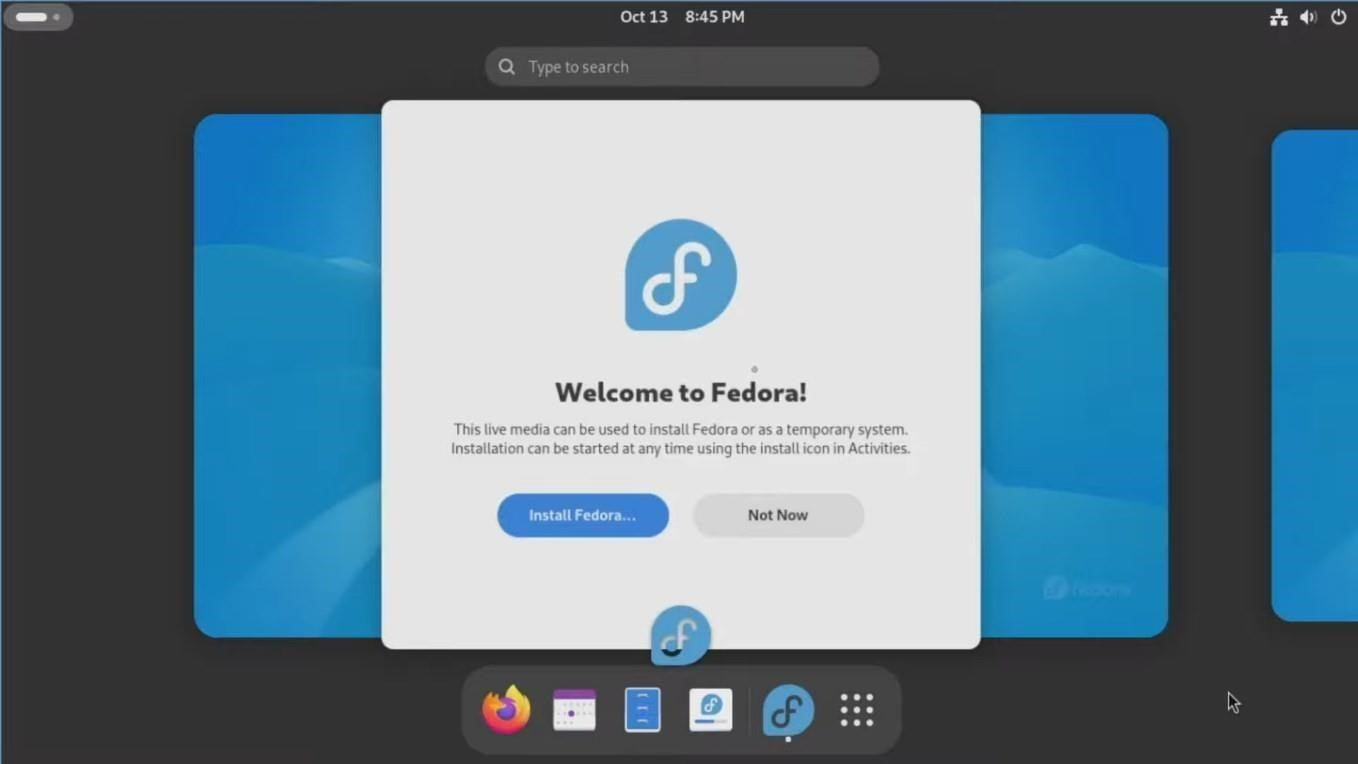 Oct 13 8:45 PM
Type to search
Welcome to Fedora!
This live media can be used to install Fedora or as a temporary system.
Installation can be started at any time using the install icon in Activities.
Install Fedora...
Not Now
fedora